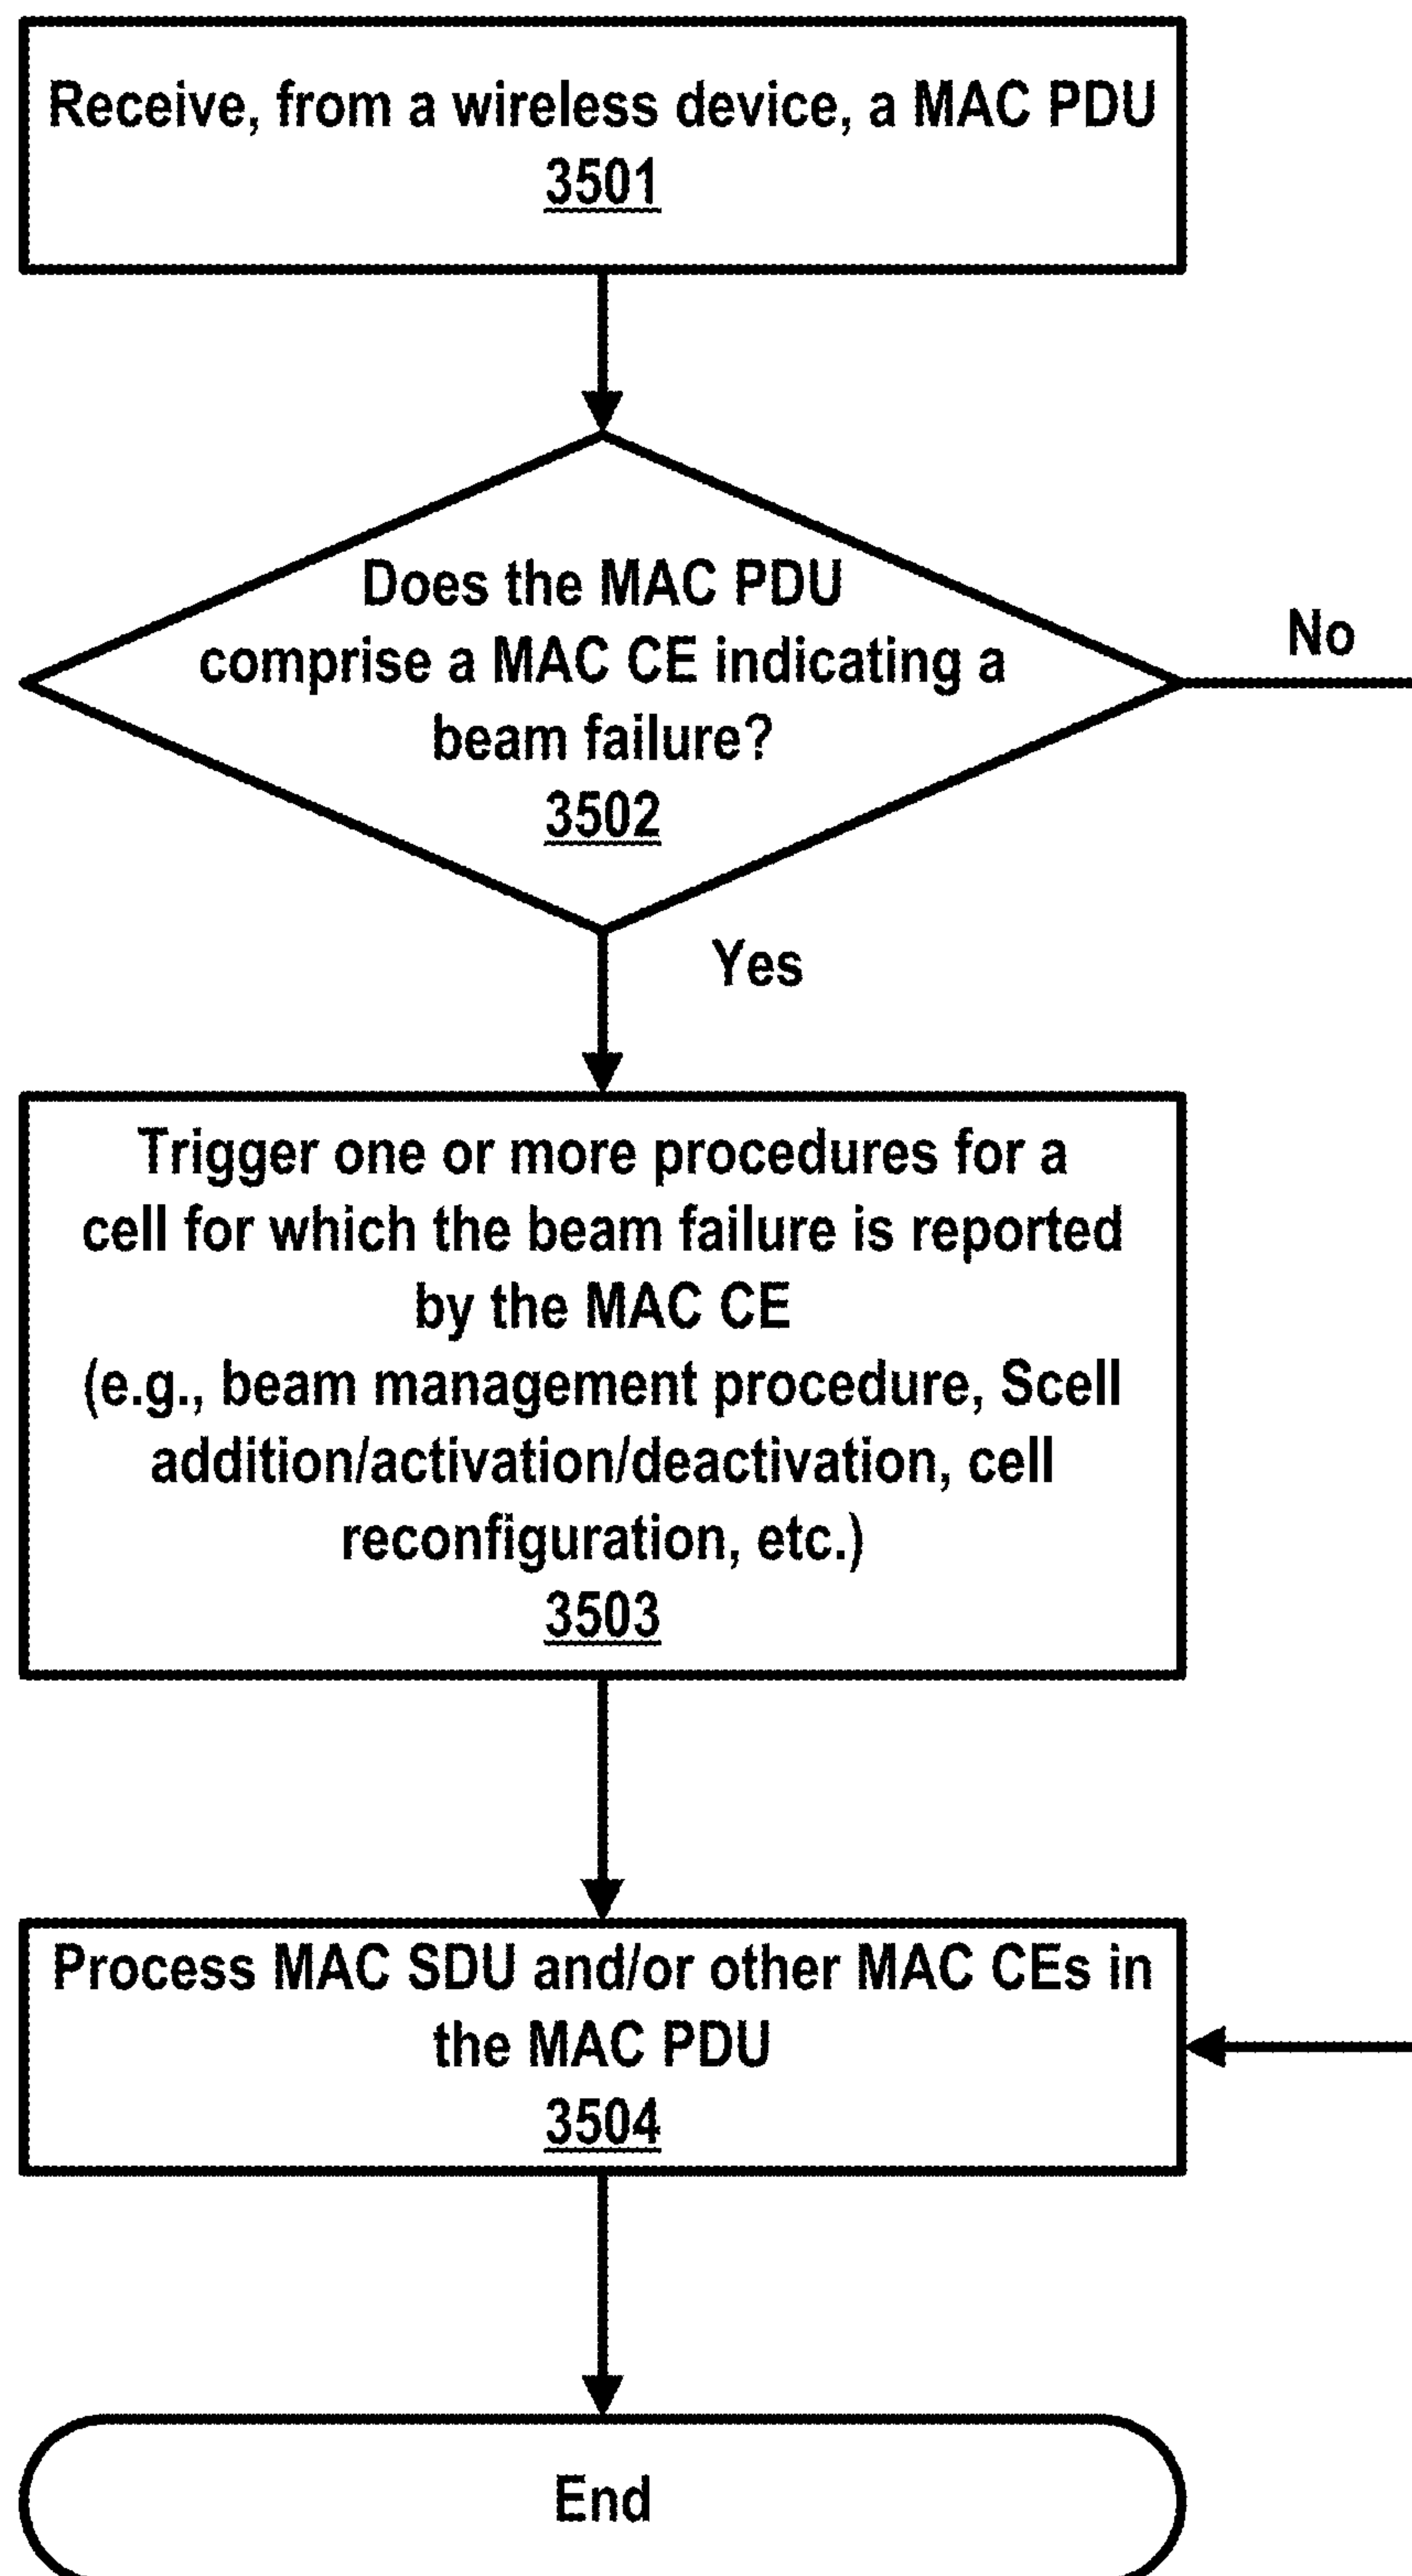 Receive, from a wireless device, a MAC PDU
3501
Does the MAC PDU
comprise a MAC CE indicating a
beam failure?
3502
No
Yes
Trigger one or more procedures for a
cell for which the beam failure is reported
by the MAC CE
(e.g., beam management procedure, Scell
addition/activation/deactivation, cell
reconfiguration, etc.)
3503
Process MAC SDU and/or other MAC CEs in
the MAC PDU
3504
End